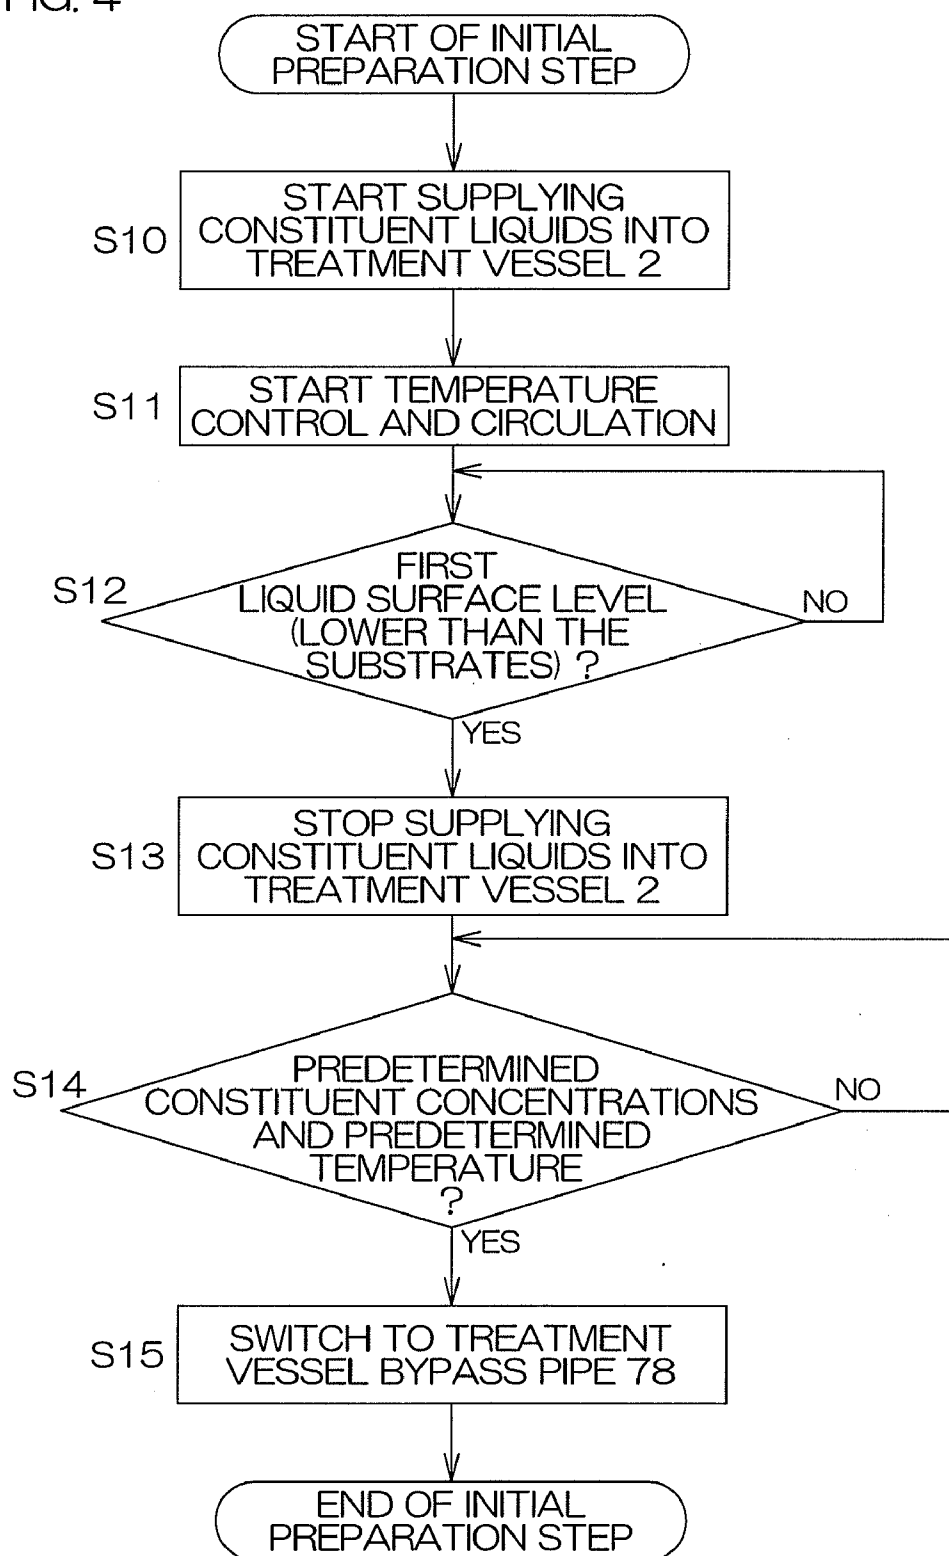 FIG. 4
START OF INITIAL
PREPARATION STEP
S10
START SUPPLYING
CONSTITUENT LIQUIDS INTO
TREATMENT VESSEL 2
S11
START TEMPERATURE
CONTROL AND CIRCULATION
S12
FIRST
LIQUID SURFACE LEVEL
(LOWER THAN THE
SUBSTRATES) ?
NO
YES
S13
STOP SUPPLYING
CONSTITUENT LIQUIDS INTO
TREATMENT VESSEL 2
S14
PREDETERMINED
CONSTITUENT CONCENTRATIONS
AND PREDETERMINED
TEMPERATURE
?
NO
YES
S15
SWITCH TO TREATMENT
VESSEL BYPASS PIPE 78
END OF INITIAL
PREPARATION STEP